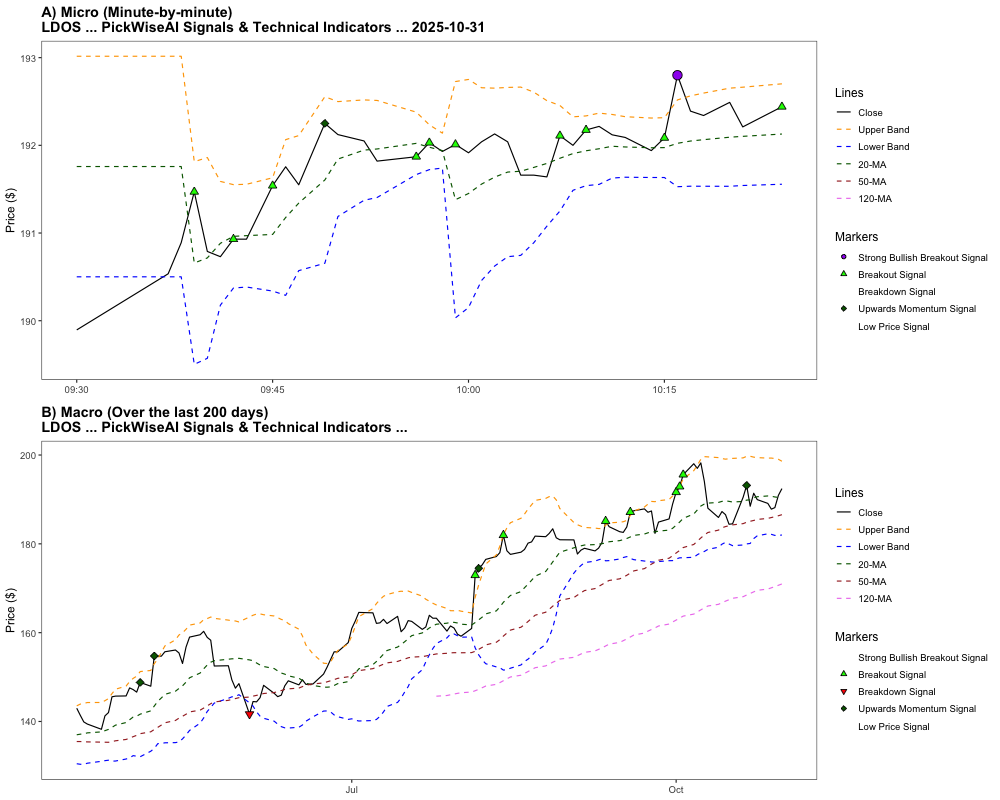 A) Micro (Minute-by-minute)
LDOS ... PickWiseAI Signals & Technical Indicators ... 2025-10-31
Price ($)
193
192
191
190
09:30
09:45
10:00
10:15
Lines
Close
Upper Band
Lower Band
20-MA
50-MA
120-MA
Markers
Strong Bullish Breakout Signal
Breakout Signal
Breakdown Signal
Upwards Momentum Signal
Low Price Signal
B) Macro (Over the last 200 days)
LDOS ... PickWiseAI Signals & Technical Indicators ...
Price ($)
200
180
160
140
Jul
Oct
Lines
Close
Upper Band
Lower Band
20-MA
50-MA
120-MA
Markers
Strong Bullish Breakout Signal
Breakout Signal
Breakdown Signal
Upwards Momentum Signal
Low Price Signal